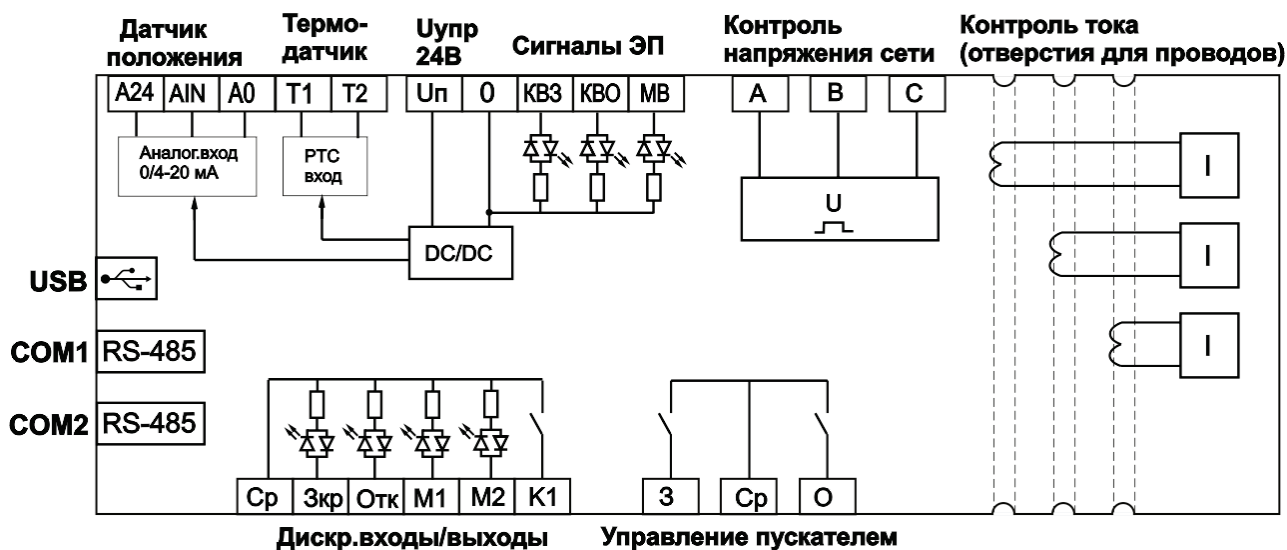 Датчик
положения
Термо-
датчик
Uупр
24В
Сигналы ЭП
Контроль
напряжения сети
Контроль тока
(отверстия для проводов)
A24 AIN A0 T1 T2 Uп 0 КВЗ КВО МВ A B C
Аналог.вход
0/4-20 мА
PTC
вход
DC/DC
U
I
I
I
USB
COM1 RS-485
COM2 RS-485
Ср Зкр Отк М1 М2 К1
З Ср О
Дискр.входы/выходы
Управление пускателем